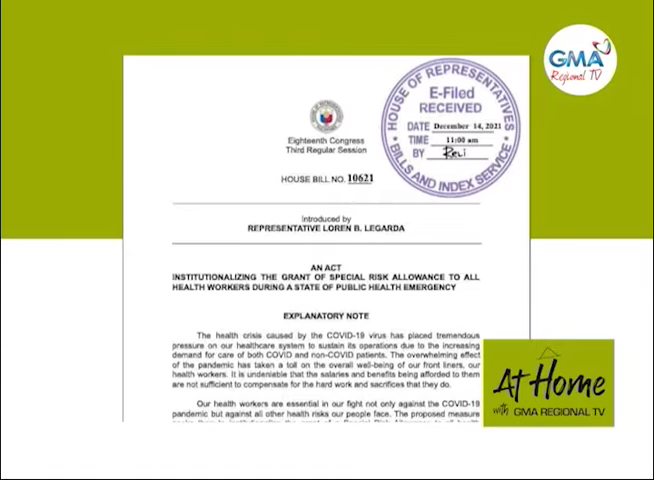 GMA
Regional TV
HOUSE OF REPRESENTATIVES
E-Filed
RECEIVED
DATE December 14, 2021
TIME 11:00 am
BY Reli
BILLS AND INDEX SERVICE
Eighteenth Congress
Third Regular Session
HOUSE BILL NO. 10621
Introduced by
REPRESENTATIVE LOREN B. LEGARDA
AN ACT
INSTITUTIONALIZING THE GRANT OF SPECIAL RISK ALLOWANCE TO ALL
HEALTH WORKERS DURING A STATE OF PUBLIC HEALTH EMERGENCY
EXPLANATORY NOTE
The health crisis caused by the COVID-19 virus has placed tremendous
pressure on our healthcare system to sustain its operations due to the increasing
demand for care of both COVID and non-COVID patients. The overwhelming effect
of the pandemic has taken a toll on the overall well-being of our front liners, our
health workers. It is undeniable that the salaries and benefits being afforded to them
are not sufficient to compensate for the hard work and sacrifices that they do.
Our health workers are essential in our fight not only against the COVID-19
pandemic but against all other health risks our people face. The proposed measure
At Home
with GMA REGIONAL TV